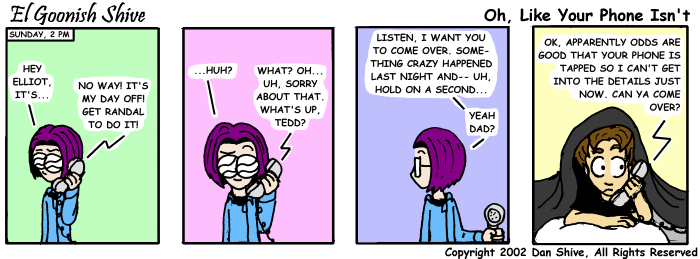 El Goonish Shive
Oh, Like Your Phone Isn't
SUNDAY, 2 PM
HEY
ELLIOT,
IT'S...
NO WAY! IT'S
MY DAY OFF!
GET RANDAL
TO DO IT!
...HUH?
WHAT? OH...
UH, SORRY
ABOUT THAT.
WHAT'S UP,
TEDD?
LISTEN, I WANT YOU
TO COME OVER. SOME-
THING CRAZY HAPPENED
LAST NIGHT AND-- UH,
HOLD ON A SECOND...
YEAH
DAD?
OK, APPARENTLY ODDS ARE
GOOD THAT YOUR PHONE IS
TAPPED SO I CAN'T GET
INTO THE DETAILS JUST
NOW. CAN YA COME
OVER?
Copyright 2002 Dan Shive, All Rights Reserved